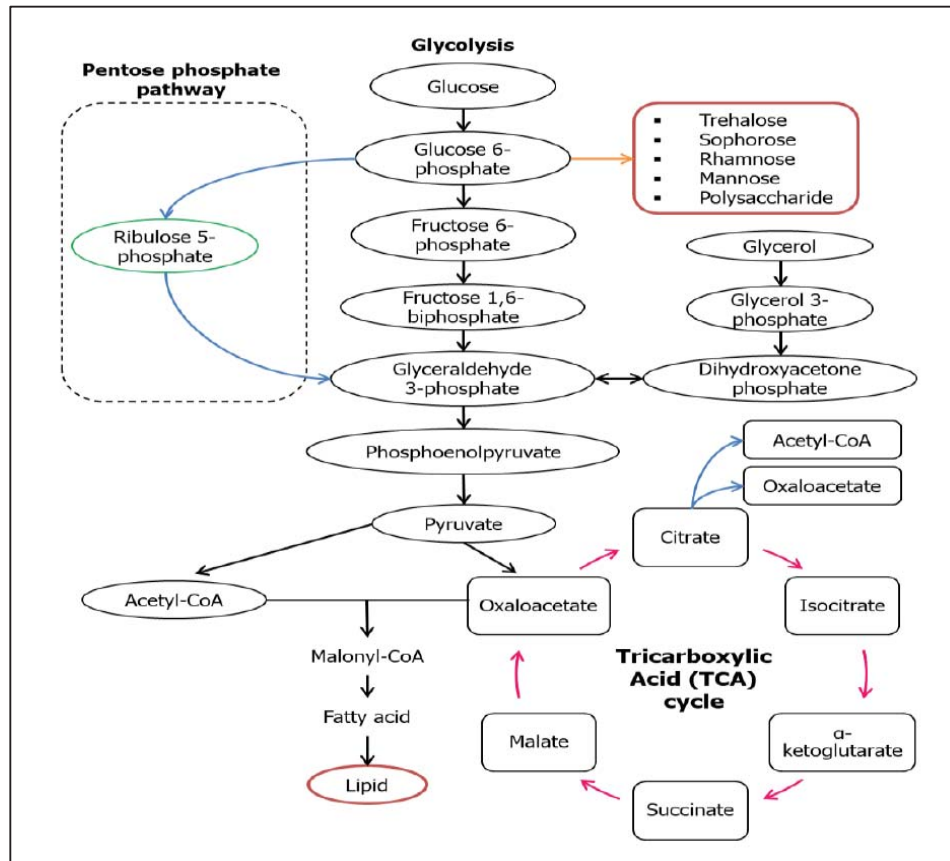 Glycolysis
Pentose phosphate
pathway
Glucose
Glucose 6-
phosphate
▪ Trehalose
▪ Sophorose
▪ Rhamnose
▪ Mannose
▪ Polysaccharide
Ribulose 5-
phosphate
Fructose 6-
phosphate
Glycerol
Fructose 1,6-
biphosphate
Glycerol 3-
phosphate
Glyceraldehyde
3-phosphate
Dihydroxyacetone
phosphate
Phosphoenolpyruvate
Acetyl-CoA
Oxaloacetate
Pyruvate
Citrate
Acetyl-CoA
Oxaloacetate
Isocitrate
Malonyl-CoA
Tricarboxylic
Acid (TCA)
cycle
Fatty acid
Malate
α-
ketoglutarate
Lipid
Succinate